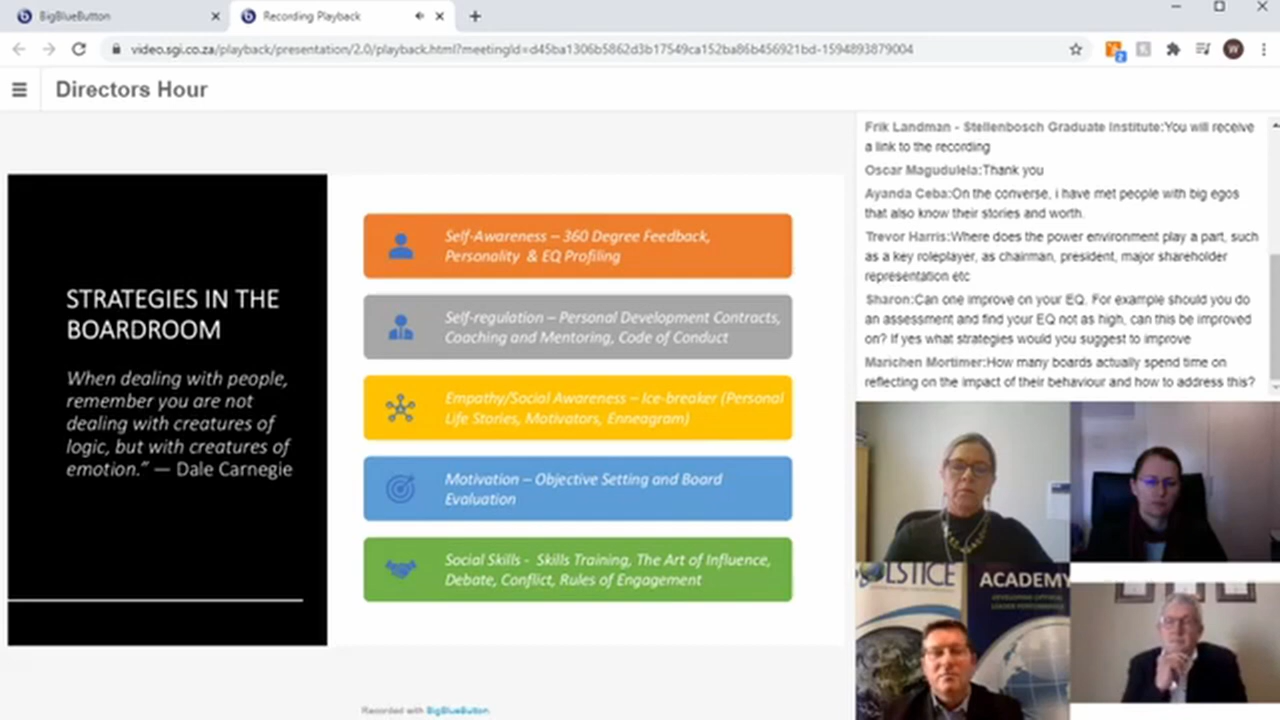 BigBlueButton
Recording Playback
video.sgi.co.za/playback/presentation/2.0/playback.html?meetingId=d45ba1306b5862d3b17549ca152ba86b456921bd-1594893879004
2
W
Directors Hour
STRATEGIES IN THE
BOARDROOM
When dealing with people,
remember you are not
dealing with creatures of
logic, but with creatures of
emotion.” — Dale Carnegie
Self-Awareness – 360 Degree Feedback,
Personality & EQ Profiling
Self-regulation – Personal Development Contracts,
Coaching and Mentoring, Code of Conduct
Empathy/Social Awareness – Ice-breaker (Personal
Life Stories, Motivators, Enneagram)
Motivation – Objective Setting and Board
Evaluation
Social Skills - Skills Training, The Art of Influence,
Debate, Conflict, Rules of Engagement
Recorded with BigBlueButton
Frik Landman - Stellenbosch Graduate Institute:You will receive
a link to the recording
Oscar Magudulela:Thank you
Ayanda Ceba:On the converse, i have met people with big egos
that also know their stories and worth.
Trevor Harris:Where does the power environment play a part, such
as a key roleplayer, as chairman, president, major shareholder
representation etc
Sharon:Can one improve on your EQ. For example should you do
an assessment and find your EQ not as high, can this be improved
on? If yes what strategies would you suggest to improve
Marichen Mortimer:How many boards actually spend time on
reflecting on the impact of their behaviour and how to address this?
OLSTICE
ACADEMY